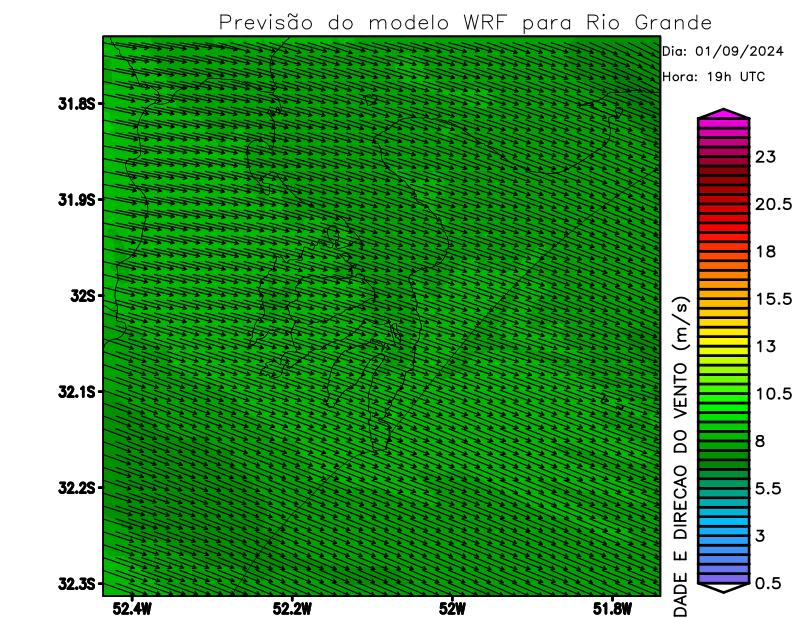 Previsão do modelo WRF para Rio Grande
Dia: 01/09/2024
Hora: 19h UTC
31.8S
31.9S
32S
32.1S
32.2S
32.3S
52.4W
52.2W
52W
51.8W
DADE E DIRECAO DO VENTO (m/s)
23
20.5
18
15.5
13
10.5
8
5.5
3
0.5